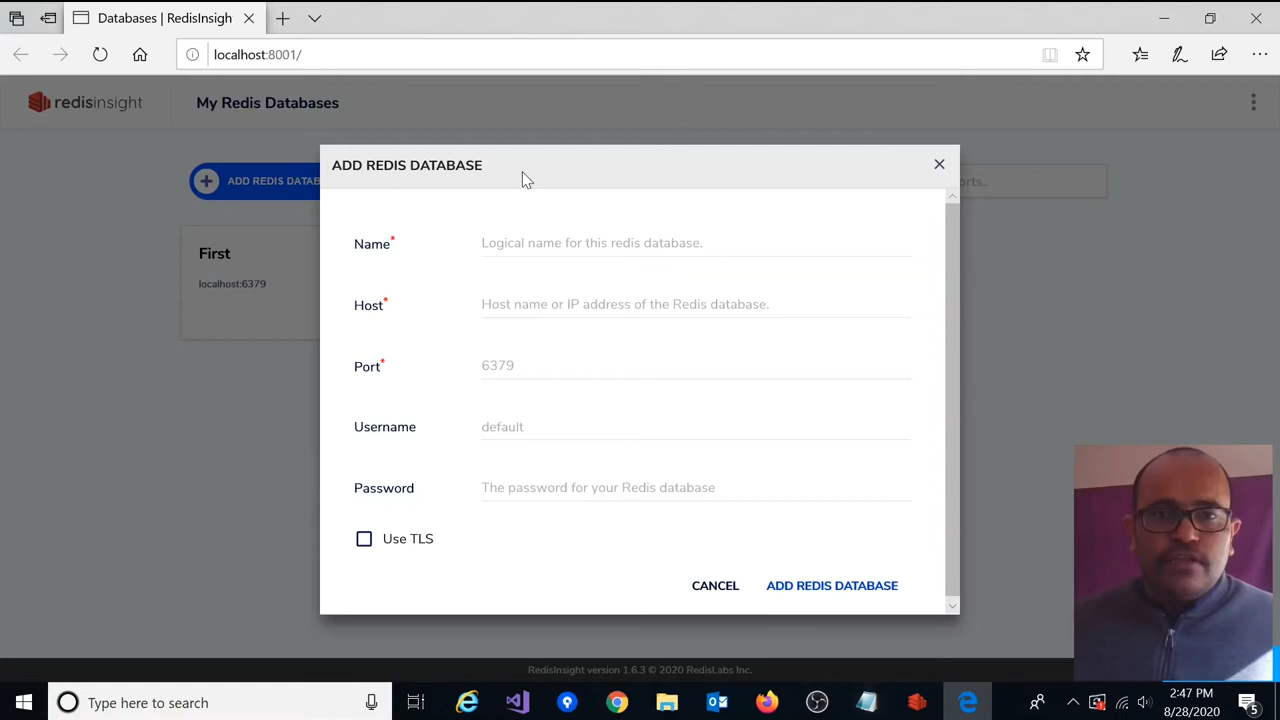 Databases | RedisInsigh
localhost:8001/
redisinsight
My Redis Databases
ADD REDIS DATAB
ADD REDIS DATABASE
First
localhost:6379
Name*
Logical name for this redis database.
Host*
Host name or IP address of the Redis database.
Port*
6379
Username
default
Password
The password for your Redis database
Use TLS
CANCEL
ADD REDIS DATABASE
RedisInsight version 1.6.3 © 2020 RedisLabs Inc.
Type here to search
2:47 PM
8/28/2020
5